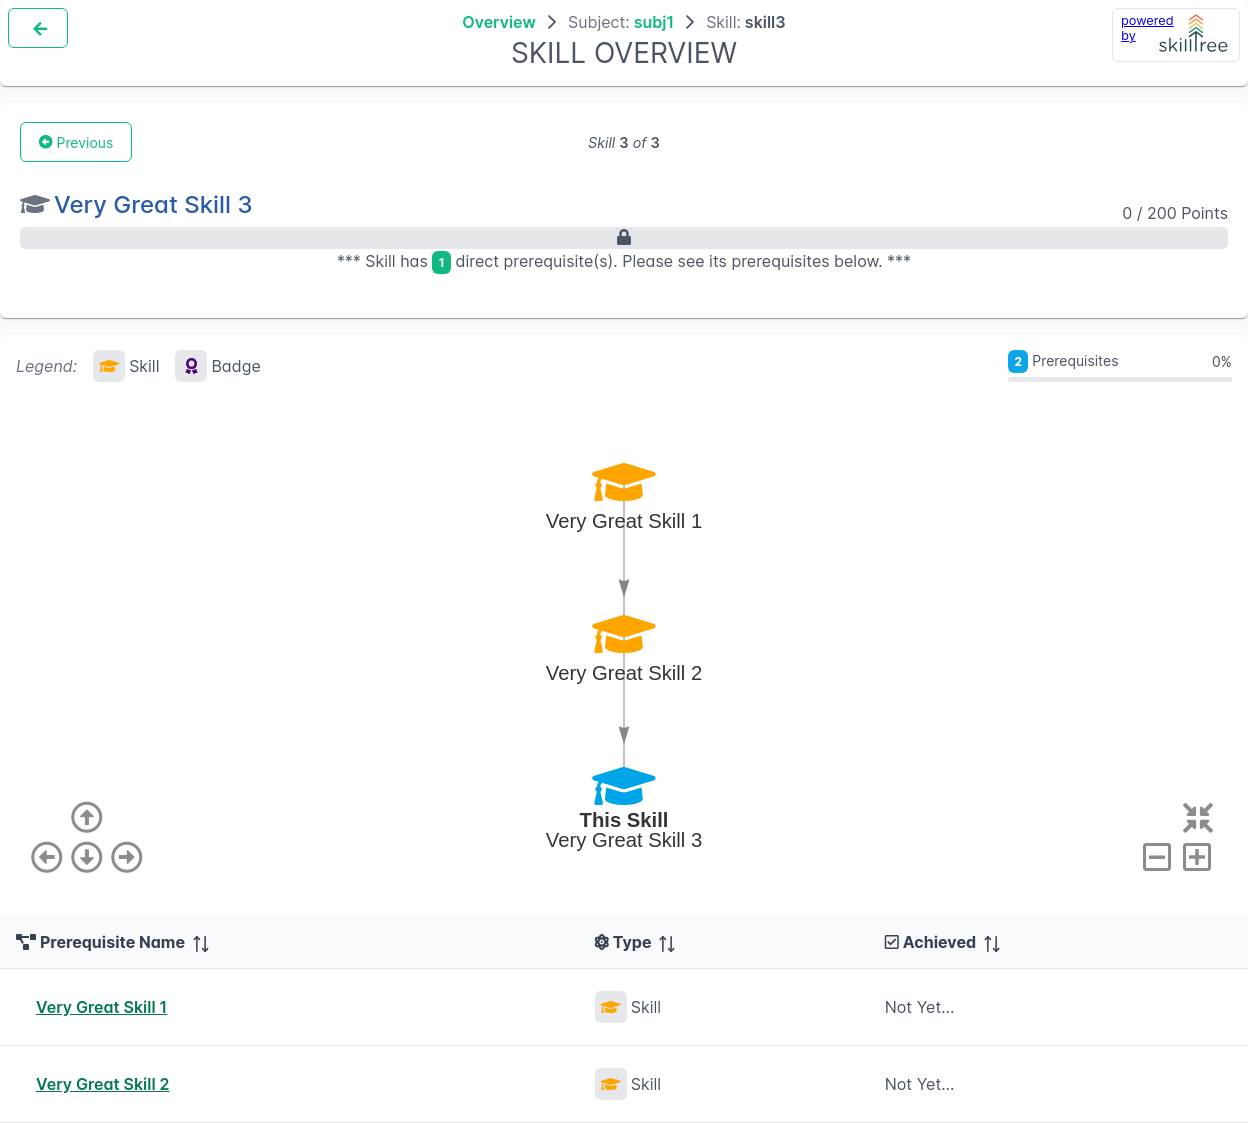 Overview > Subject: subj1 > Skill: skill3
SKILL OVERVIEW
powered by
skilltree
Previous
Skill 3 of 3
Very Great Skill 3
0 / 200 Points
*** Skill has 1 direct prerequisite(s). Please see its prerequisites below. ***
Legend: Skill Badge
2 Prerequisites 0%
Very Great Skill 1
Very Great Skill 2
This Skill
Very Great Skill 3
Prerequisite Name Type Achieved
Very Great Skill 1 Skill Not Yet...
Very Great Skill 2 Skill Not Yet...